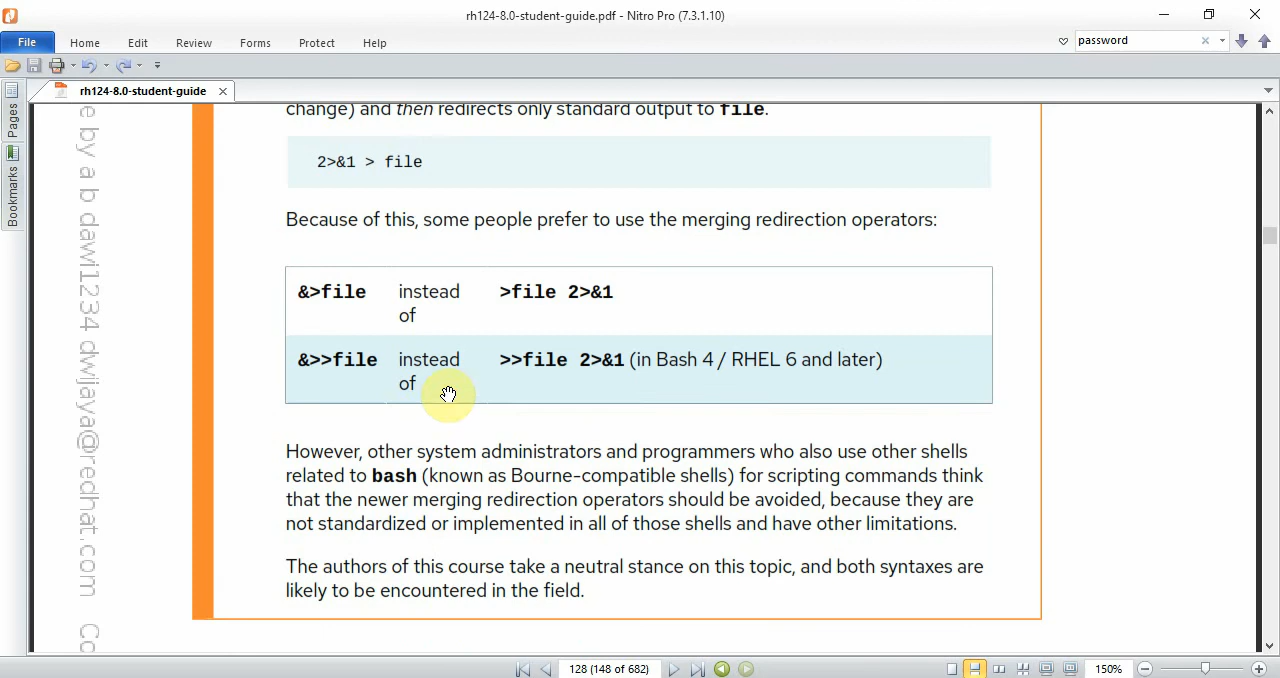 rh124-8.0-student-guide.pdf - Nitro Pro (7.3.1.10)
File Home Edit Review Forms Protect Help
password
rh124-8.0-student-guide
Pages
Bookmarks
e by a b dawi1234 dwijaya@redhat.com Co
change) and then redirects only standard output to file.
2>&1 > file
Because of this, some people prefer to use the merging redirection operators:
&>file instead of >file 2>&1
&>>file instead of >>file 2>&1 (in Bash 4 / RHEL 6 and later)
However, other system administrators and programmers who also use other shells
related to bash (known as Bourne-compatible shells) for scripting commands think
that the newer merging redirection operators should be avoided, because they are
not standardized or implemented in all of those shells and have other limitations.
The authors of this course take a neutral stance on this topic, and both syntaxes are
likely to be encountered in the field.
128 (148 of 682)
150%